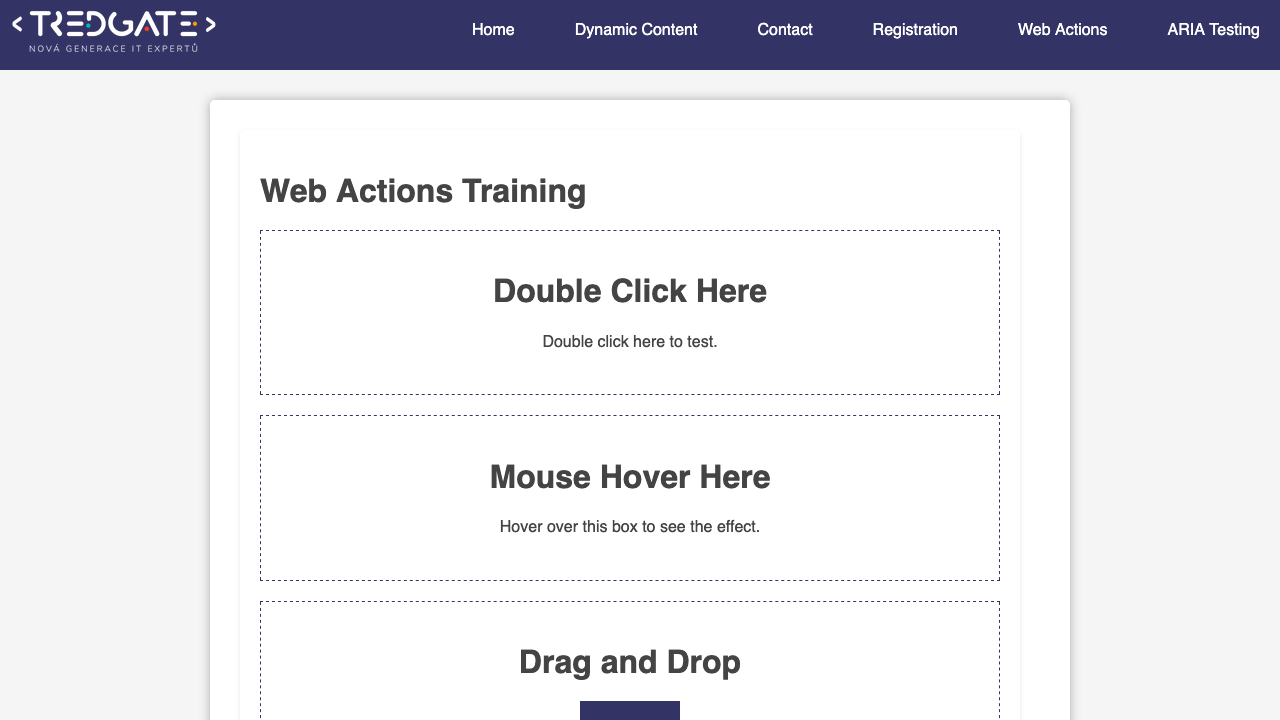 <TREDGATE>
NOVÁ GENERACE IT EXPERTŮ
Home
Dynamic Content
Contact
Registration
Web Actions
ARIA Testing
Web Actions Training
Double Click Here
Double click here to test.
Mouse Hover Here
Hover over this box to see the effect.
Drag and Drop